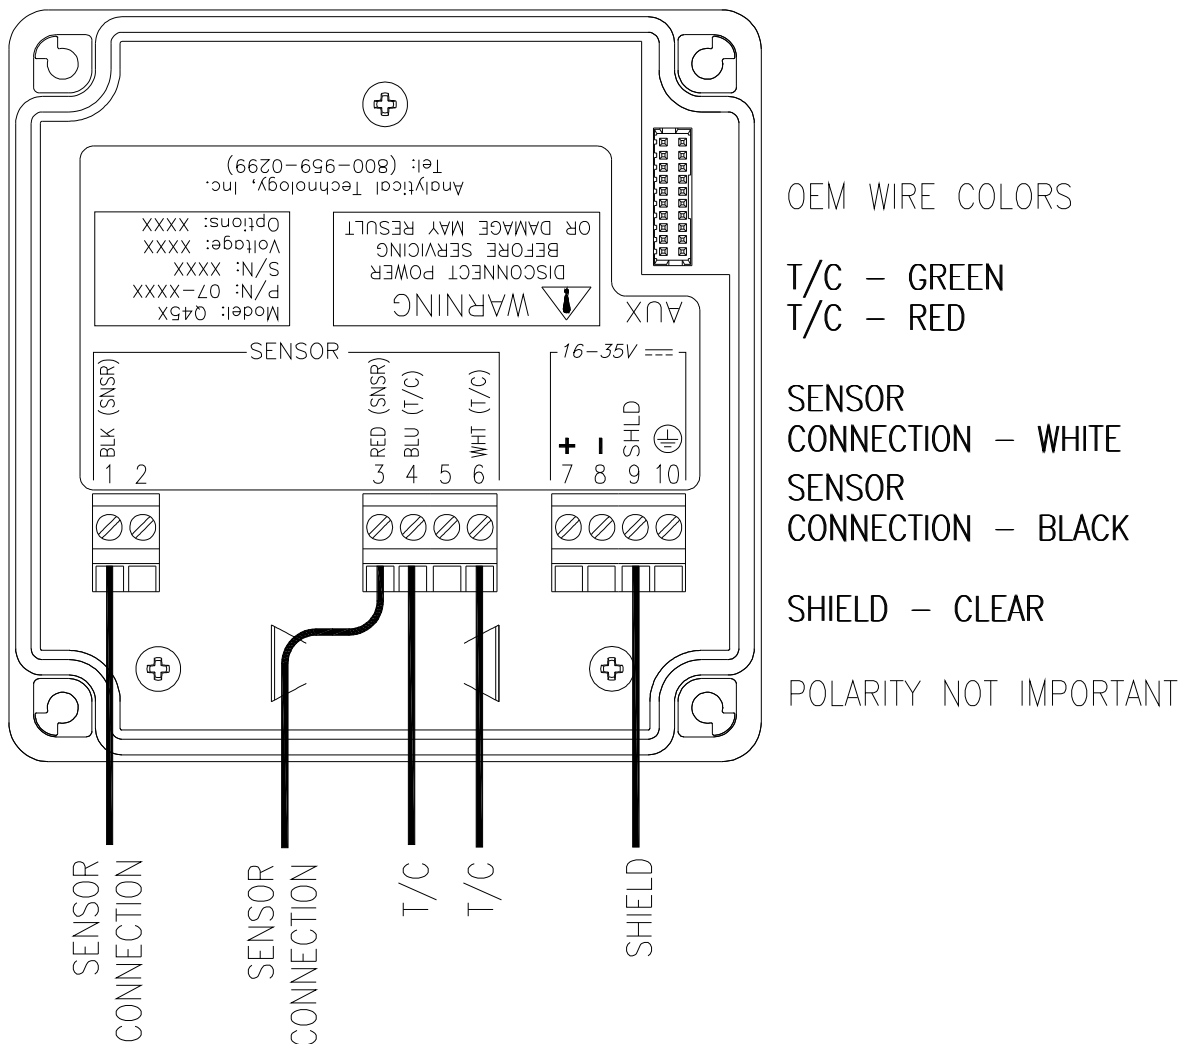 Tel: (800-959-0299)
Analytical Technology, Inc.
Options: XXXX
Voltage: XXXX
S/N: XXXX
P/N: 07-XXXX
Model: Q45X
OR DAMAGE MAY RESULT
BEFORE SERVICING
DISCONNECT POWER
WARNING
AUX
SENSOR
16-35V
BLK (SNSR)
RED (SNSR)
BLU (T/C)
WHT (T/C)
+
-
SHLD
1 2
3 4 5 6
7 8 9 10
SENSOR
CONNECTION
SENSOR
CONNECTION
T/C
T/C
SHIELD
OEM WIRE COLORS
T/C - GREEN
T/C - RED
SENSOR
CONNECTION - WHITE
SENSOR
CONNECTION - BLACK
SHIELD - CLEAR
POLARITY NOT IMPORTANT